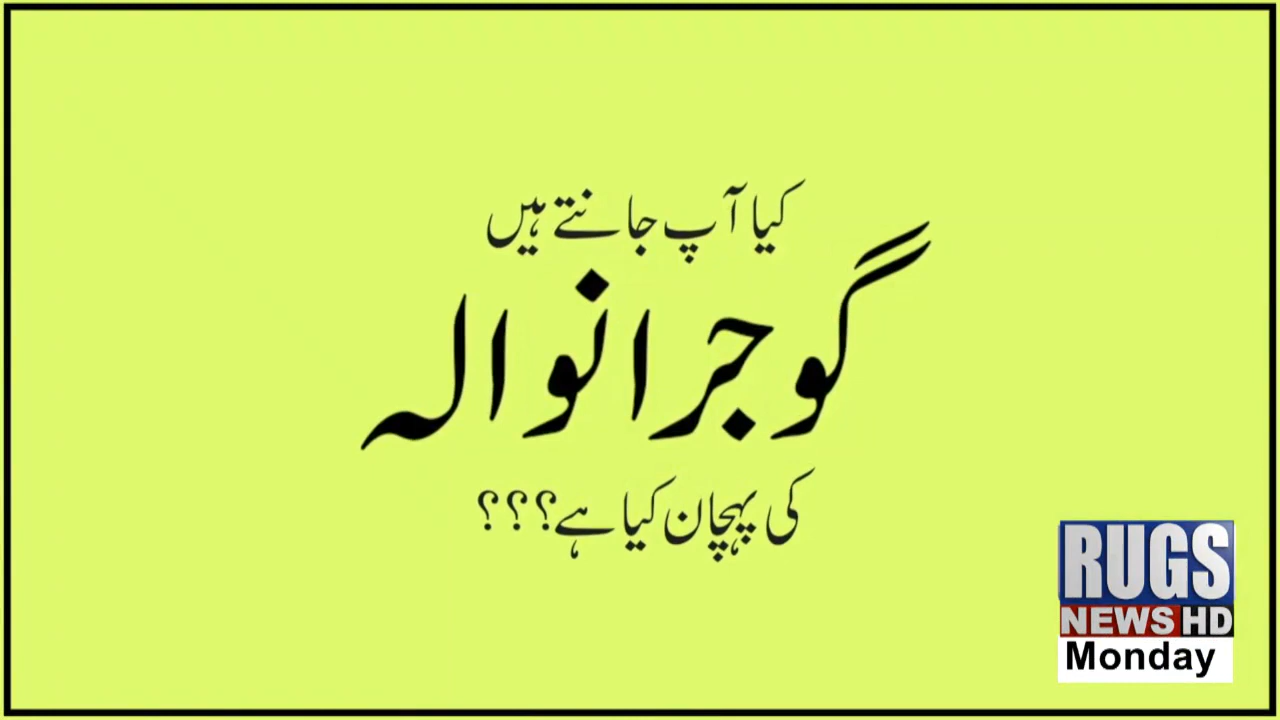 کیا آپ جانتے ہیں
گوجرانوالہ
کی پہچان کیا ہے؟؟؟
RUGS
NEWS HD
Monday